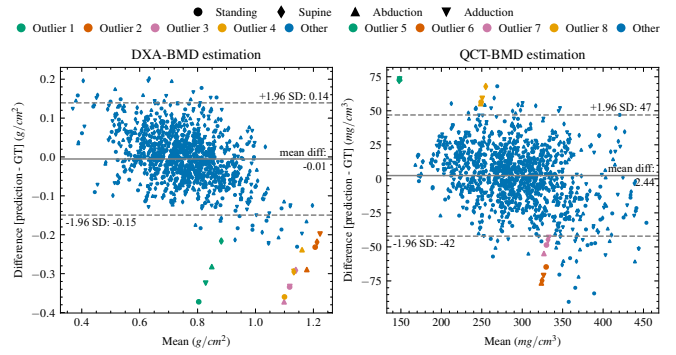 Standing Supine Abduction Adduction
Outlier 1 Outlier 2 Outlier 3 Outlier 4 Other Outlier 5 Outlier 6 Outlier 7 Outlier 8 Other
DXA-BMD estimation
Difference [prediction - GT] (g/cm²)
0.2
0.1
0.0
−0.1
−0.2
−0.3
−0.4
+1.96 SD: 0.14
mean diff:
-0.01
-1.96 SD: -0.15
0.4 0.6 0.8 1.0 1.2
Mean (g/cm²)
QCT-BMD estimation
Difference [prediction - GT] (mg/cm³)
75
50
25
0
−25
−50
−75
+1.96 SD: 47
mean diff:
2.44
-1.96 SD: -42
150 200 250 300 350 400 450
Mean (mg/cm³)